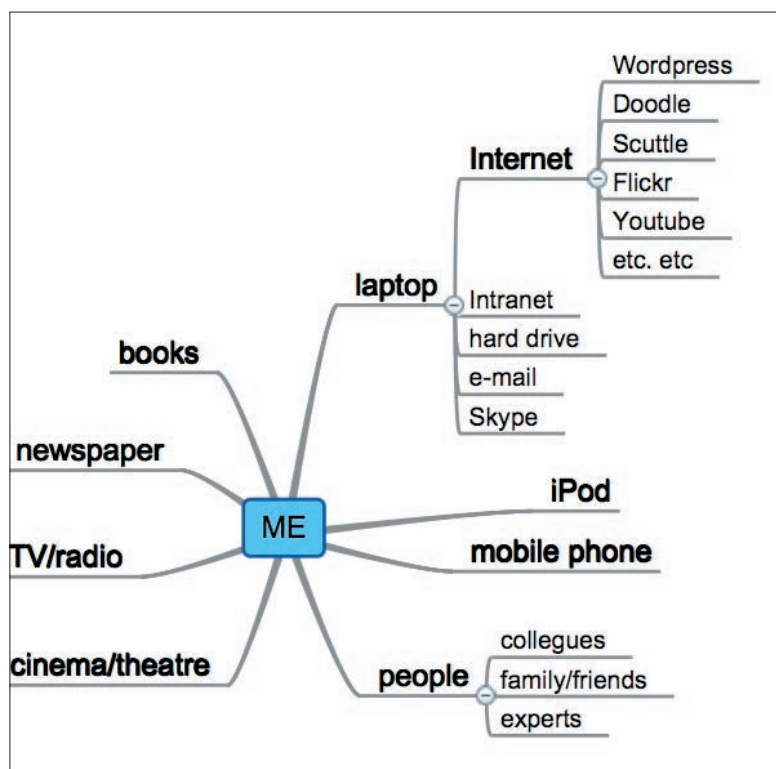 Wordpress
Doodle
Scuttle
Internet
Flickr
Youtube
etc. etc
laptop
Intranet
hard drive
e-mail
Skype
books
newspaper
ME
iPod
TV/radio
mobile phone
cinema/theatre
people
collegues
family/friends
experts